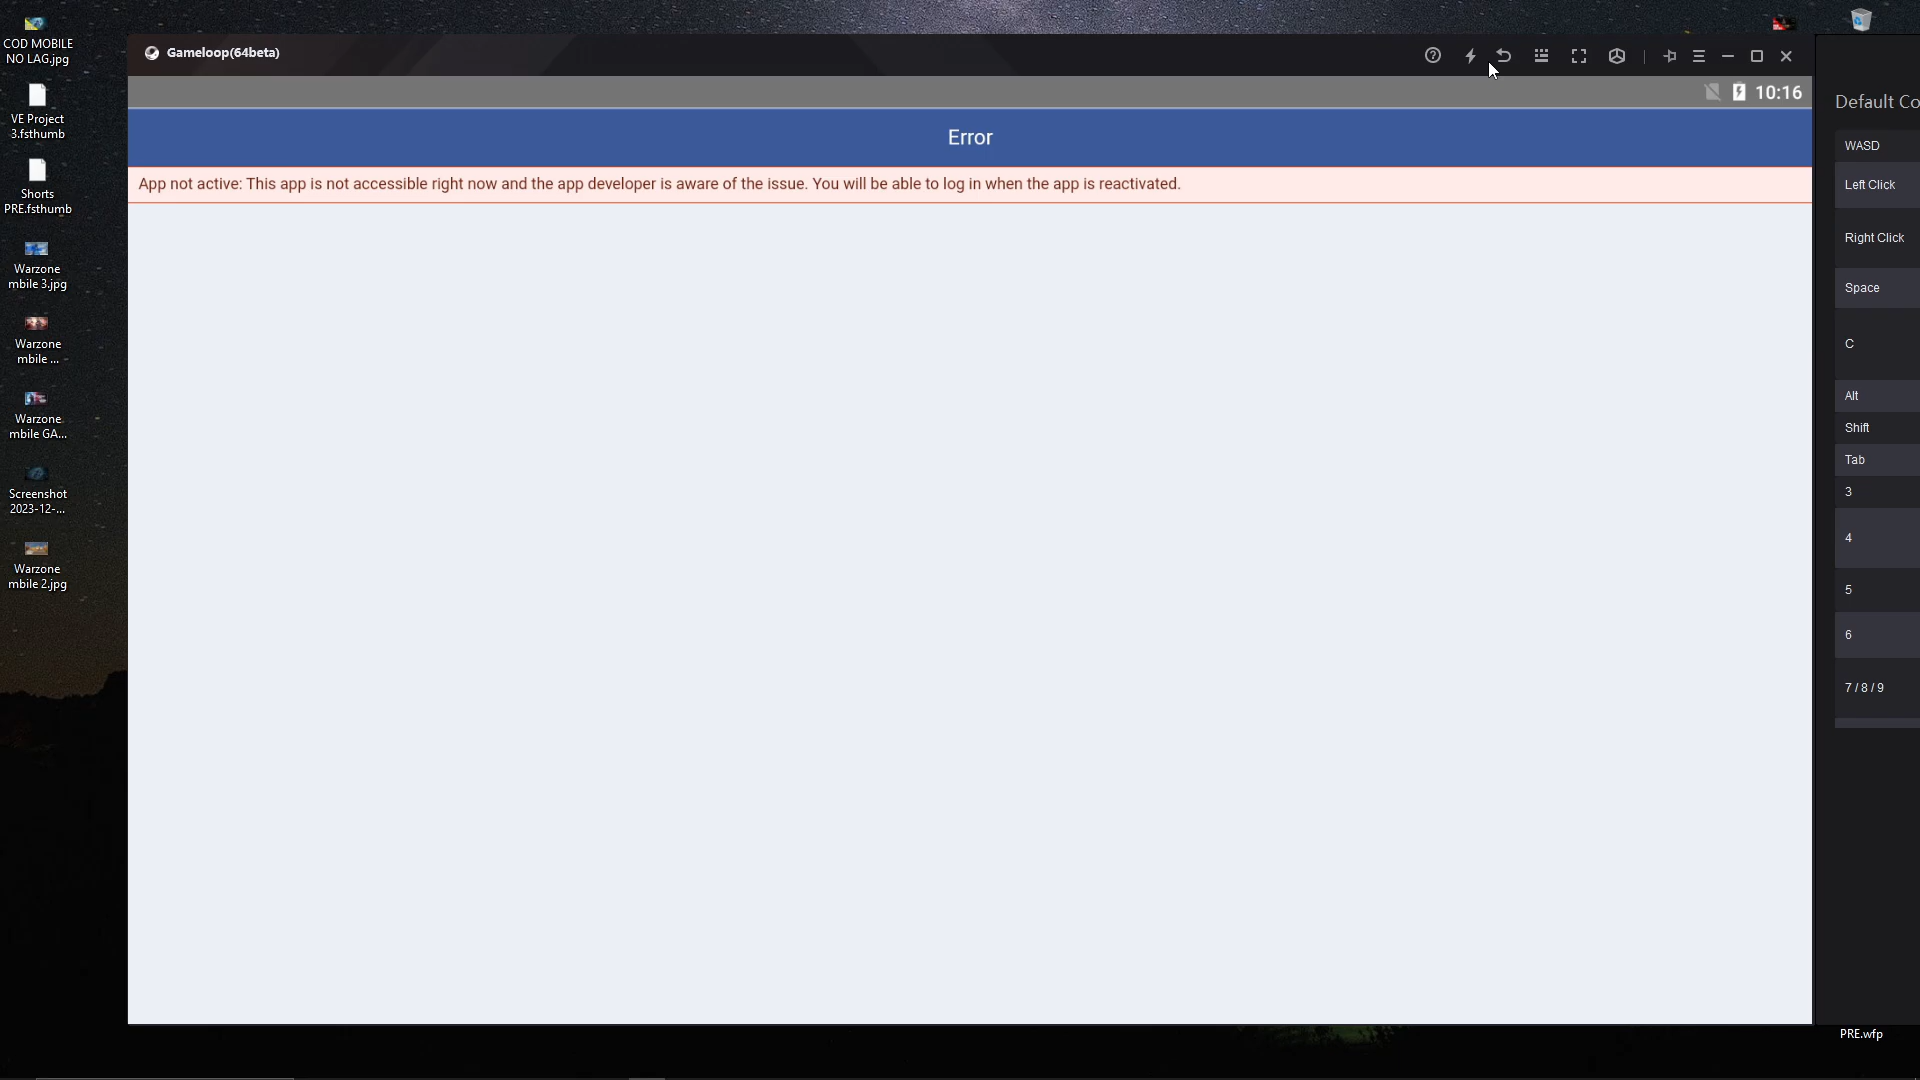 COD MOBILE
NO LAG.jpg
VE Project
3.fsthumb
Shorts
PRE.fsthumb
Warzone
mbile 3.jpg
Warzone
mbile ...
Warzone
mbile GA...
Screenshot
2023-12-...
Warzone
mbile 2.jpg
Gameloop(64beta)
10:16
Error
App not active: This app is not accessible right now and the app developer is aware of the issue. You will be able to log in when the app is reactivated.
Default Co
WASD
Left Click
Right Click
Space
C
Alt
Shift
Tab
3
4
5
6
7 / 8 / 9
PRE.wfp